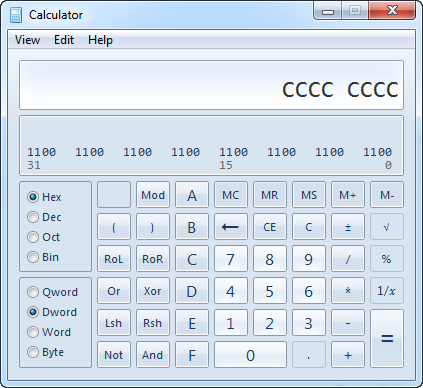 Calculator
View Edit Help
CCCC CCCC
1100 1100 1100 1100 1100 1100 1100 1100
31 15 0
Hex Mod A MC MR MS M+ M-
Dec ( ) B ← CE C ± √
Oct RoL RoR C 7 8 9 / %
Bin
Qword Or Xor D 4 5 6 * 1/x
Dword Lsh Rsh E 1 2 3 - =
Word
Byte Not And F 0 . +